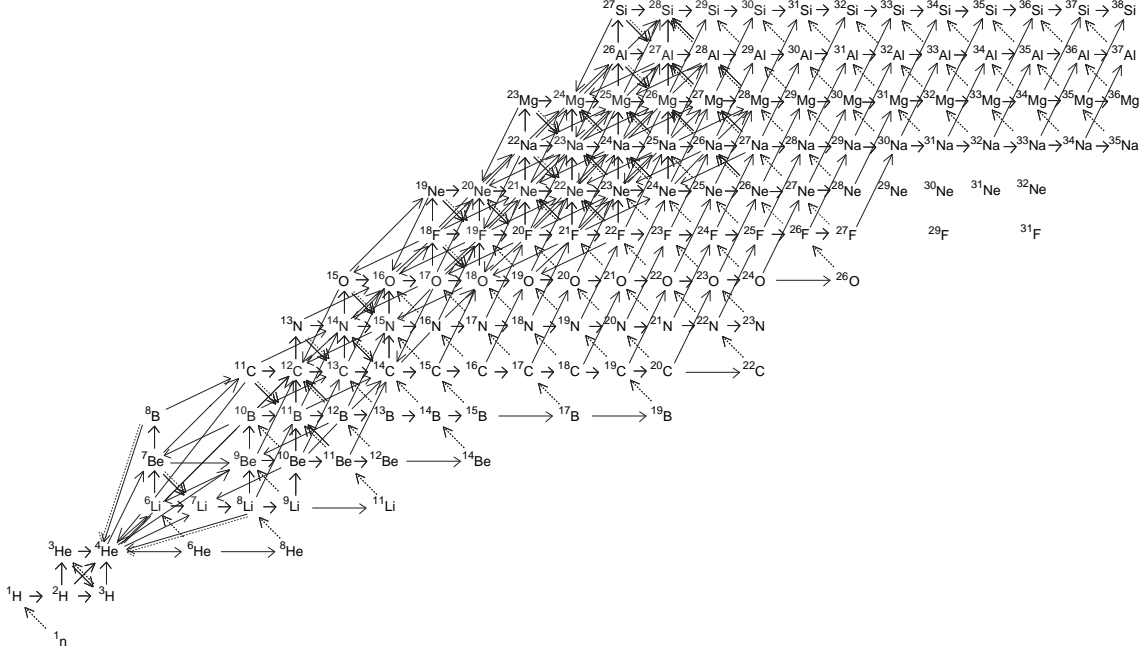 ²⁷Si ²⁸Si ²⁹Si ³⁰Si ³¹Si ³²Si ³³Si ³⁴Si ³⁵Si ³⁶Si ³⁷Si ³⁸Si
²⁶Al ²⁷Al ²⁸Al ²⁹Al ³⁰Al ³¹Al ³²Al ³³Al ³⁴Al ³⁵Al ³⁶Al ³⁷Al
²³Mg ²⁴Mg ²⁵Mg ²⁶Mg ²⁷Mg ²⁸Mg ²⁹Mg ³⁰Mg ³¹Mg ³²Mg ³³Mg ³⁴Mg ³⁵Mg ³⁶Mg
²²Na ²³Na ²⁴Na ²⁵Na ²⁶Na ²⁷Na ²⁸Na ²⁹Na ³⁰Na ³¹Na ³²Na ³³Na ³⁴Na ³⁵Na
¹⁹Ne ²⁰Ne ²¹Ne ²²Ne ²³Ne ²⁴Ne ²⁵Ne ²⁶Ne ²⁷Ne ²⁸Ne ²⁹Ne ³⁰Ne ³¹Ne ³²Ne
¹⁸F ¹⁹F ²⁰F ²¹F ²²F ²³F ²⁴F ²⁵F ²⁶F ²⁷F ²⁹F ³¹F
¹⁵O ¹⁶O ¹⁷O ¹⁸O ¹⁹O ²⁰O ²¹O ²²O ²³O ²⁴O ²⁶O
¹³N ¹⁴N ¹⁵N ¹⁶N ¹⁷N ¹⁸N ¹⁹N ²⁰N ²¹N ²²N ²³N
¹¹C ¹²C ¹³C ¹⁴C ¹⁵C ¹⁶C ¹⁷C ¹⁸C ¹⁹C ²⁰C ²²C
⁸B ¹⁰B ¹¹B ¹²B ¹³B ¹⁴B ¹⁵B ¹⁷B ¹⁹B
⁷Be ⁹Be ¹⁰Be ¹¹Be ¹²Be ¹⁴Be
⁶Li ⁷Li ⁸Li ⁹Li ¹¹Li
³He ⁴He ⁶He ⁸He
¹H ²H ³H
¹n